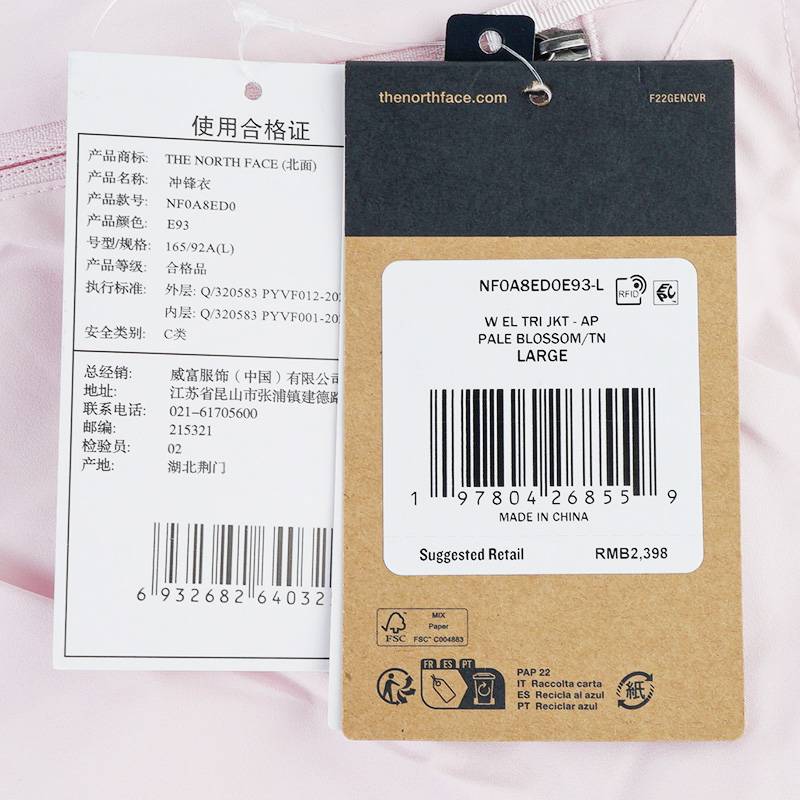 使用合格证
产品商标: THE NORTH FACE (北面)
产品名称: 冲锋衣
产品款号: NF0A8ED0
产品颜色: E93
号型/规格: 165/92A(L)
产品等级: 合格品
执行标准: 外层: Q/320583 PYVF012-20
内层: Q/320583 PYVF001-20
安全类别: C类
总经销: 威富服饰（中国）有限公司
地址: 江苏省昆山市张浦镇建德路
联系电话: 021-61705600
邮编: 215321
检验员: 02
产地: 湖北荆门
6 932682 64032
thenorthface.com
F22GENCVR
NF0A8ED0E93-L
RFID
W EL TRI JKT - AP
PALE BLOSSOM/TN
LARGE
1 97804 26855 9
MADE IN CHINA
Suggested Retail RMB2,398
FSC
MIX
Paper
FSC™ C004883
FR ES PT
PAP 22
IT Raccolta carta
ES Recicla al azul
PT Reciclar azul
紙